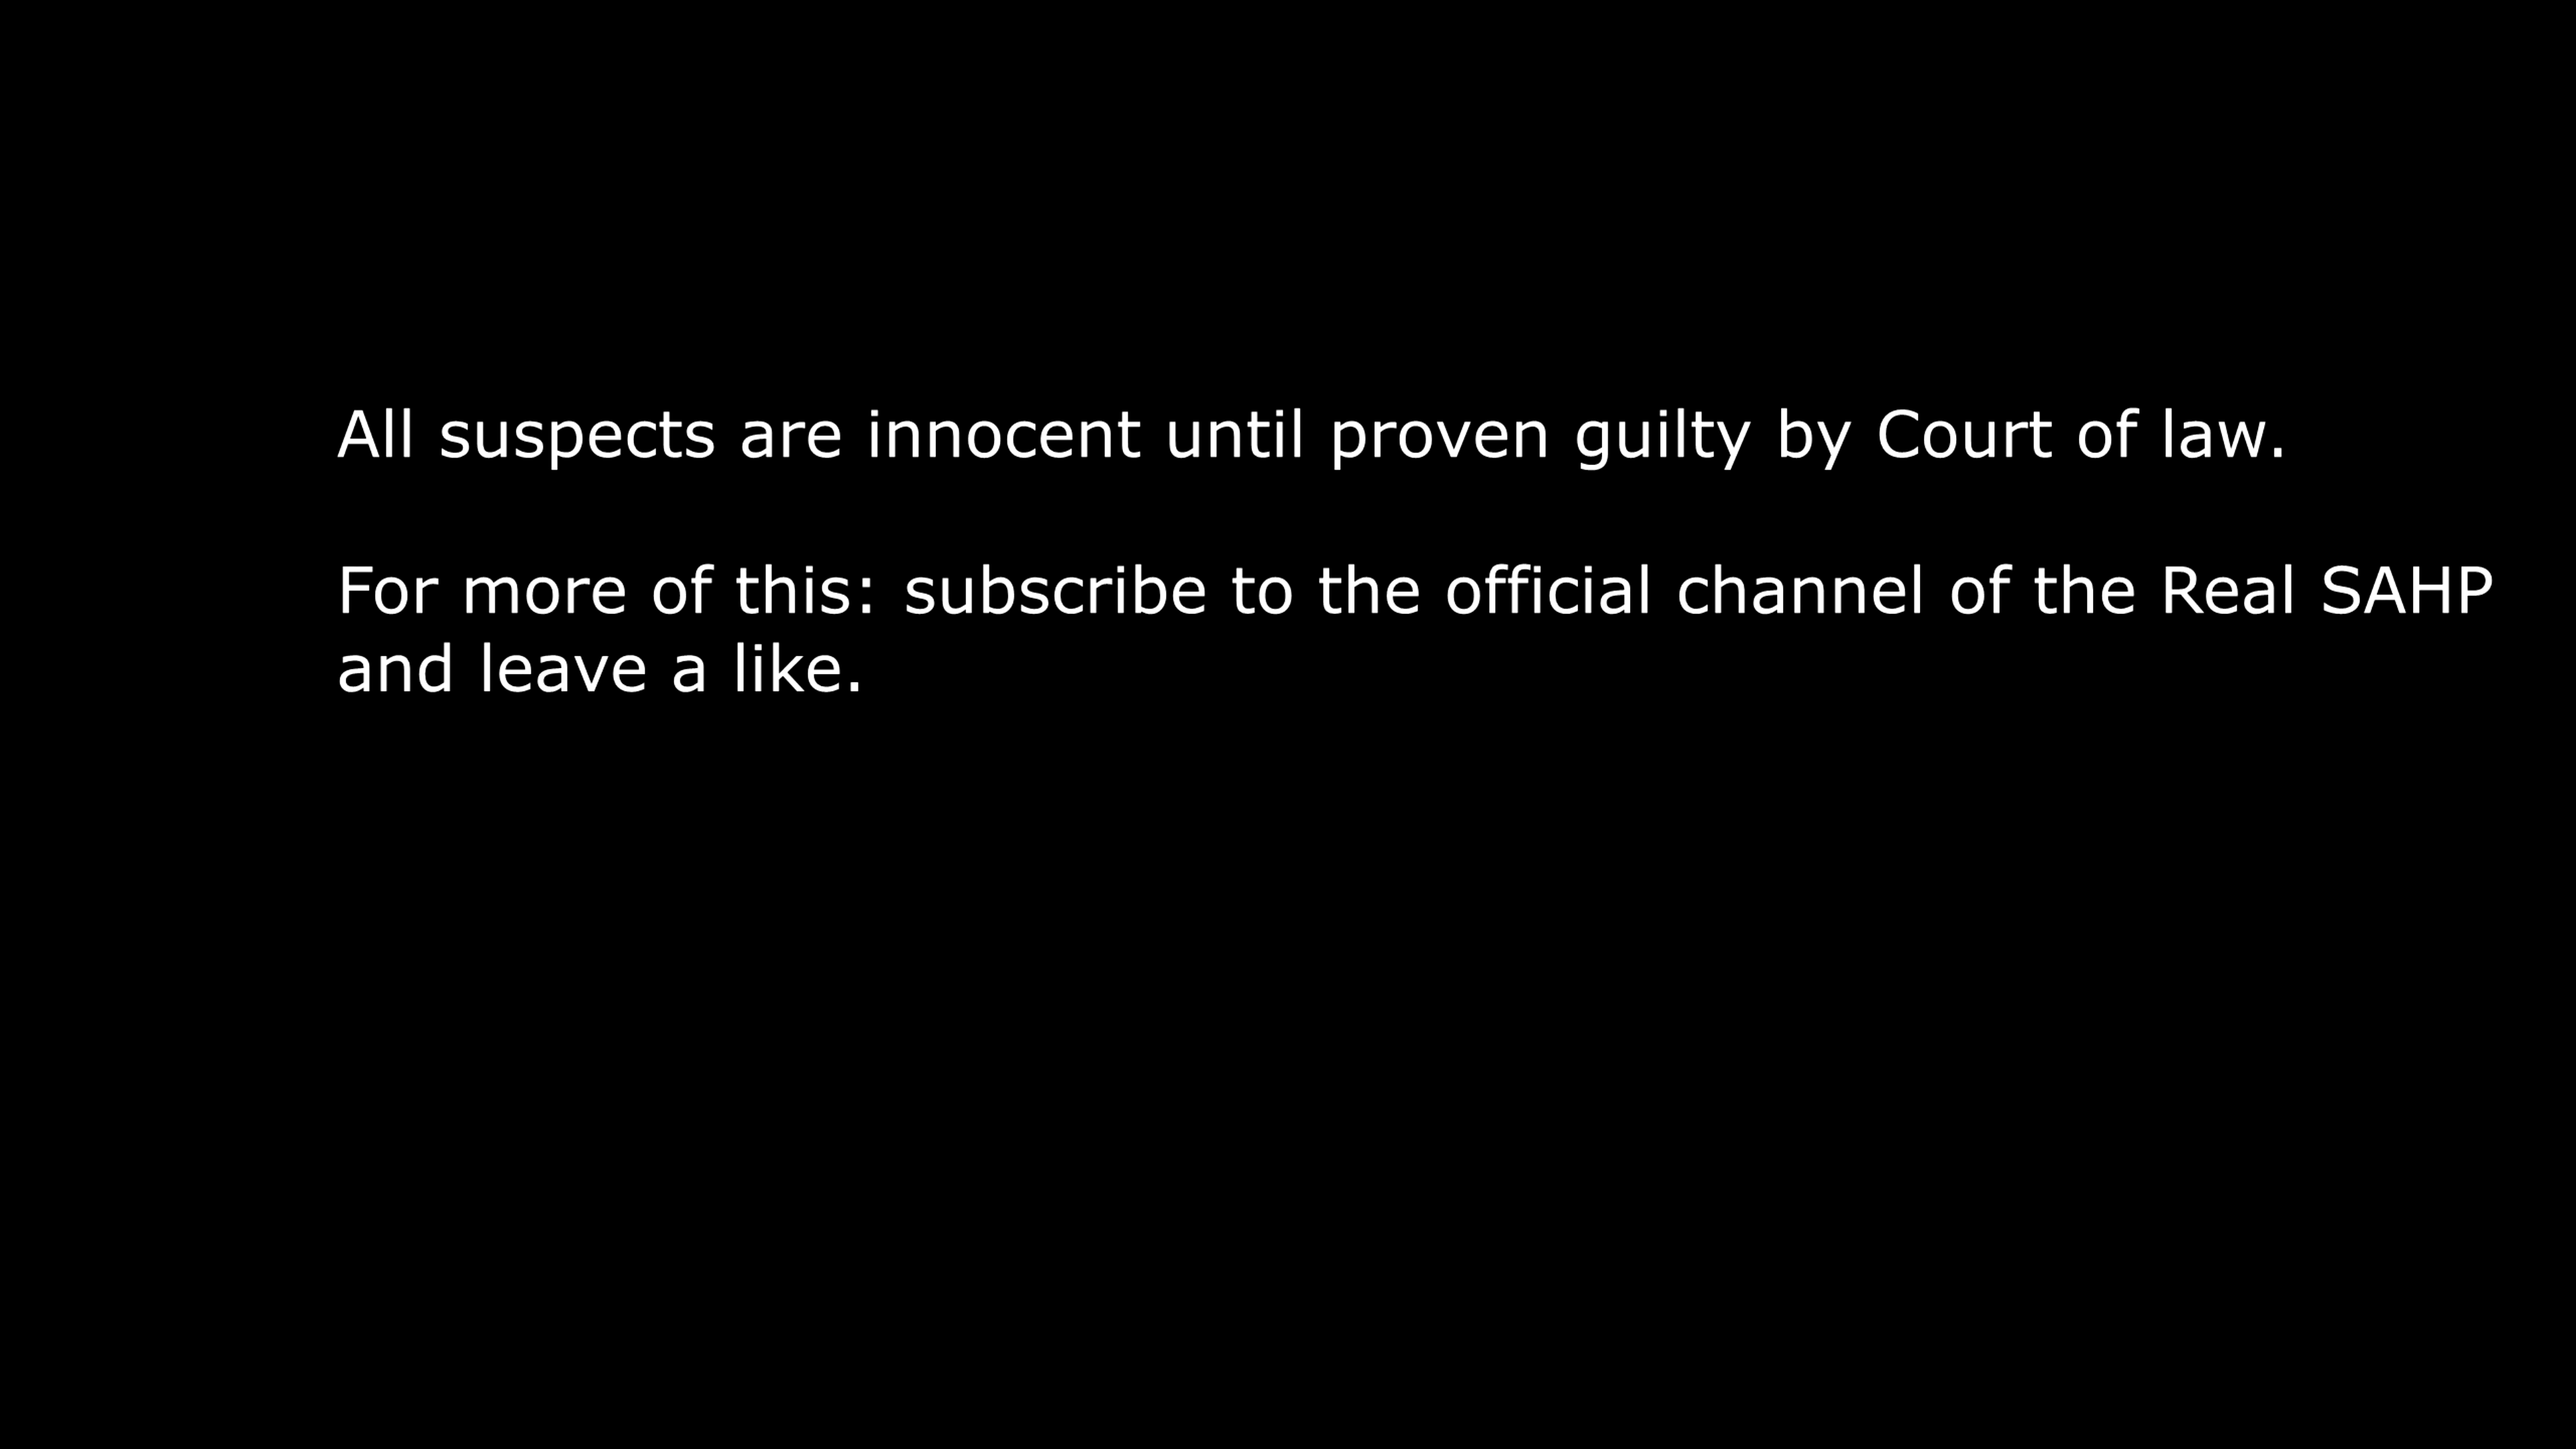 All suspects are innocent until proven guilty by Court of law.
For more of this: subscribe to the official channel of the Real SAHP
and leave a like.